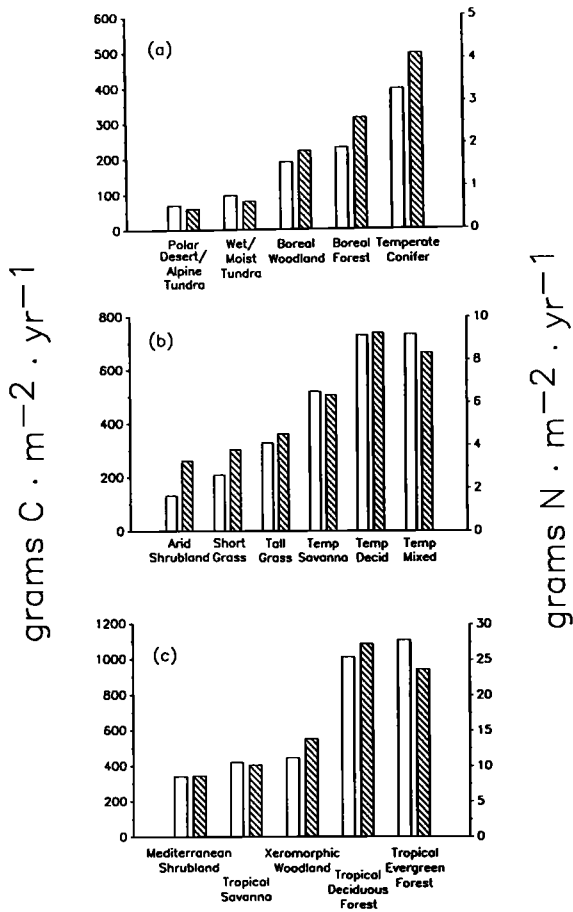 grams C · m−2 · yr−1
(a)
600
500
400
300
200
100
0
5
4
3
2
1
0
Polar Desert/ Alpine Tundra
Wet/ Moist Tundra
Boreal Woodland
Boreal Forest
Temperate Conifer
(b)
800
600
400
200
0
10
8
6
4
2
0
Arid Shrubland
Short Grass
Tall Grass
Temp Savanna
Temp Decid
Temp Mixed
(c)
1200
1000
800
600
400
200
0
30
25
20
15
10
5
0
Mediterranean Shrubland
Tropical Savanna
Xeromorphic Woodland
Tropical Deciduous Forest
Tropical Evergreen Forest
grams N · m−2 · yr−1